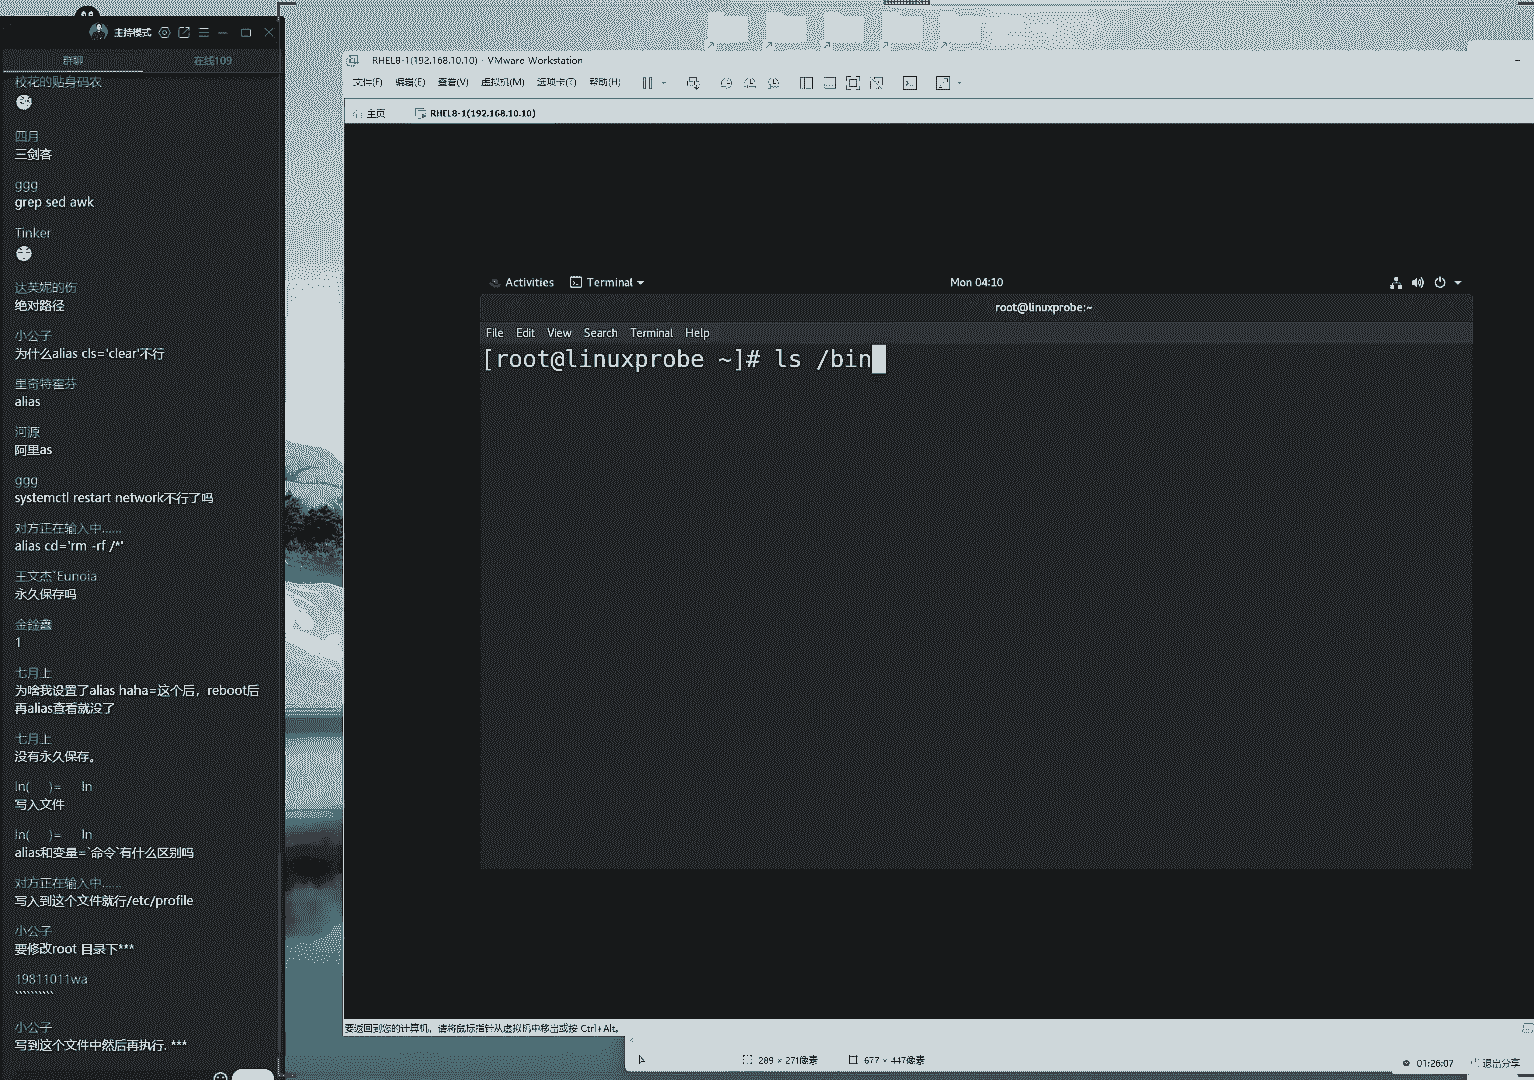 主持模式
群聊
在线109
校花的贴身码农
四月
三剑客
ggg
grep sed awk
Tinker
达芙妮的伤
绝对路径
小公子
为什么alias cls='clear'不行
里奇特霍芬
alias
河源
阿里as
ggg
systemctl restart network不行了吗
对方正在输入中......
alias cd='rm -rf /*'
王文杰`Eunoia
永久保存吗
金銓鑫
1
七月上
为啥我设置了alias haha=这个后，reboot后
再alias查看就没了
七月上
没有永久保存。
ln( )= ln
写入文件
ln( )= ln
alias和变量=`命令`有什么区别吗
对方正在输入中......
写入到这个文件就行/etc/profile
小公子
要修改root 目录下***
19811011wa
``````````
小公子
写到这个文件中然后再执行. ***
RHEL8-1(192.168.10.10) - VMware Workstation
文件(F) 编辑(E) 查看(V) 虚拟机(M) 选项卡(T) 帮助(H)
主页
RHEL8-1(192.168.10.10)
Activities
Terminal
Mon 04:10
root@linuxprobe:~
File Edit View Search Terminal Help
[root@linuxprobe ~]# ls /bin
要返回到您的计算机，请将鼠标指针从虚拟机中移出或按 Ctrl+Alt。
289 × 271像素
677 × 447像素
01:26:07
退出分享